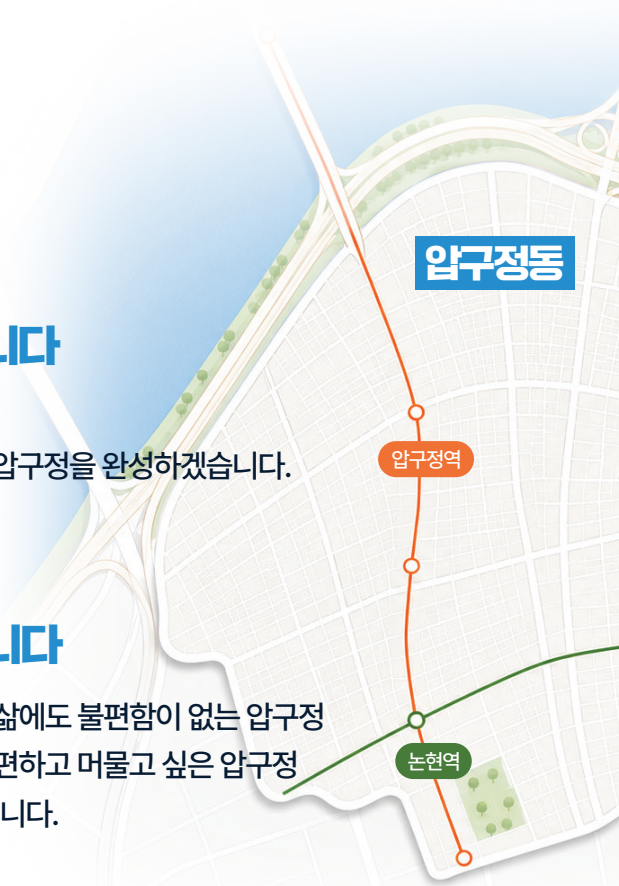 압구정동
니다
압구정을 완성하겠습니다.
압구정역
니다
삶에도 불편함이 없는 압구정
편하고 머물고 싶은 압구정
논현역
니다.